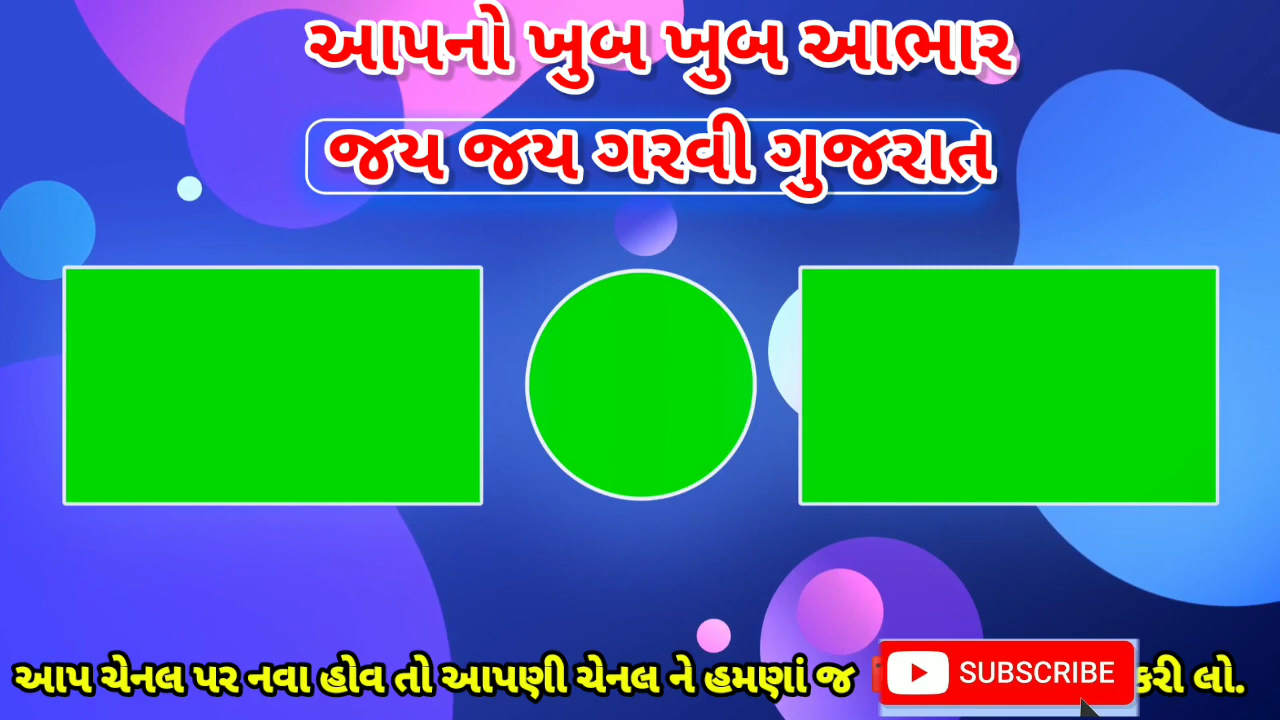 આપનો ખુબ ખુબ આભાર
જય જય ગરવી ગુજરાત
આપ ચેનલ પર નવા હોવ તો આપણી ચેનલ ને હમણાં જ SUBSCRIBE કરી લો.